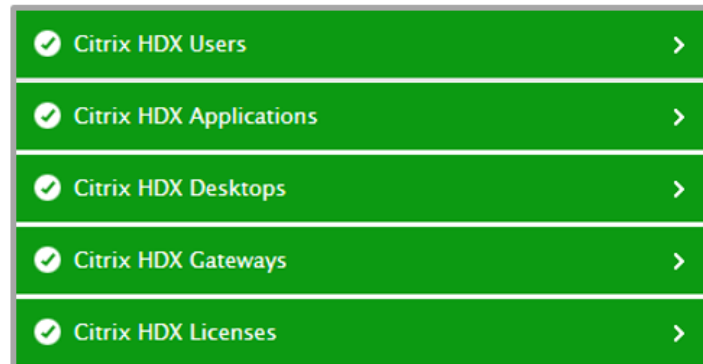 Citrix HDX Users
Citrix HDX Applications
Citrix HDX Desktops
Citrix HDX Gateways
Citrix HDX Licenses